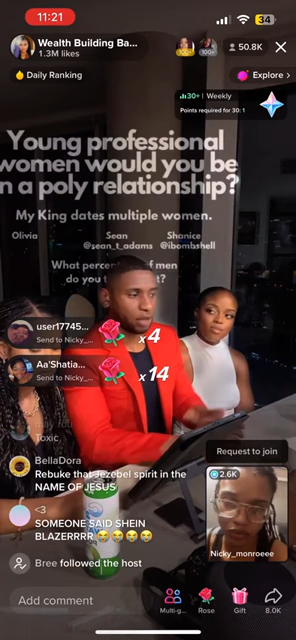 11:21
34
Wealth Building Ba...
1.3M likes
50.8K
Daily Ranking
Explore >
30+ | Weekly
Points required for 30: 1
Young professional
women would you be
n a poly relationship?
My King dates multiple women.
Olivia
Sean
@sean_t_adams
Shanice
@ibombshell
What percen
f men
do you
t?
user17745...
Send to Nicky_...
x4
Aa'Shatia...
Send to Nicky_...
x14
Toxic
BellaDora
Rebuke that Jezebel spirit in the
NAME OF JESUS
<3
SOMEONE SAID SHEIN
BLAZERRRR 😭😭😭😭
Bree followed the host
Request to join
2.6K
Nicky_monroeee
Add comment
Multi-g...
Rose
Gift
8.0K